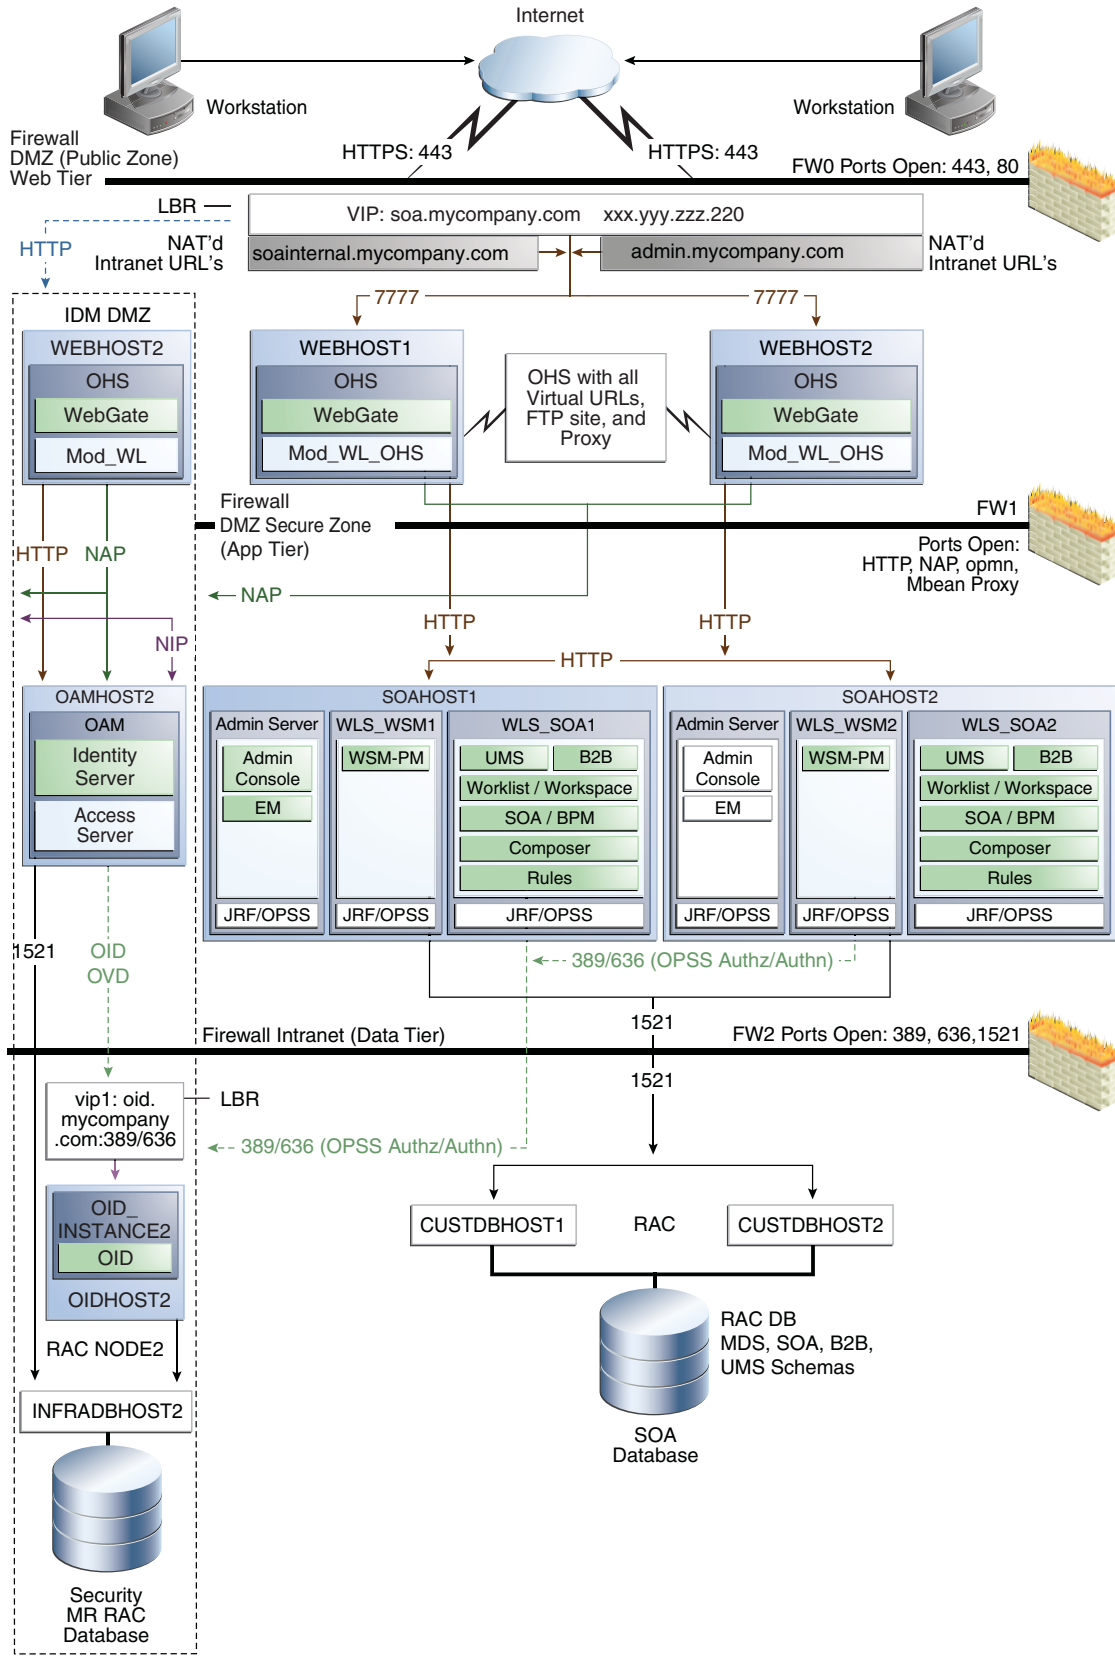 Internet
Workstation
Workstation
Firewall
DMZ (Public Zone)
Web Tier
HTTPS: 443
HTTPS: 443
FW0 Ports Open: 443, 80
LBR
VIP: soa.mycompany.com xxx.yyy.zzz.220
HTTP
NAT'd
Intranet URL's
soainternal.mycompany.com
admin.mycompany.com
NAT'd
Intranet URL's
7777
7777
IDM DMZ
WEBHOST2
OHS
WebGate
Mod_WL
WEBHOST1
OHS
WebGate
Mod_WL_OHS
OHS with all
Virtual URLs,
FTP site, and
Proxy
WEBHOST2
OHS
WebGate
Mod_WL_OHS
Firewall
DMZ Secure Zone
(App Tier)
FW1
Ports Open:
HTTP, NAP, opmn,
Mbean Proxy
HTTP
NAP
NAP
NIP
HTTP
HTTP
HTTP
OAMHOST2
OAM
Identity
Server
Access
Server
SOAHOST1
Admin Server
Admin
Console
EM
JRF/OPSS
WLS_WSM1
WSM-PM
JRF/OPSS
WLS_SOA1
UMS
B2B
Worklist / Workspace
SOA / BPM
Composer
Rules
JRF/OPSS
SOAHOST2
Admin Server
Admin
Console
EM
JRF/OPSS
WLS_WSM2
WSM-PM
JRF/OPSS
WLS_SOA2
UMS
B2B
Worklist / Workspace
SOA / BPM
Composer
Rules
JRF/OPSS
1521
OID
OVD
389/636 (OPSS Authz/Authn)
1521
Firewall Intranet (Data Tier)
FW2 Ports Open: 389, 636,1521
1521
vip1: oid.
mycompany
.com:389/636
LBR
389/636 (OPSS Authz/Authn)
OID_
INSTANCE2
OID
OIDHOST2
CUSTDBHOST1
RAC
CUSTDBHOST2
RAC NODE2
RAC DB
MDS, SOA, B2B,
UMS Schemas
INFRADBHOST2
SOA
Database
Security
MR RAC
Database